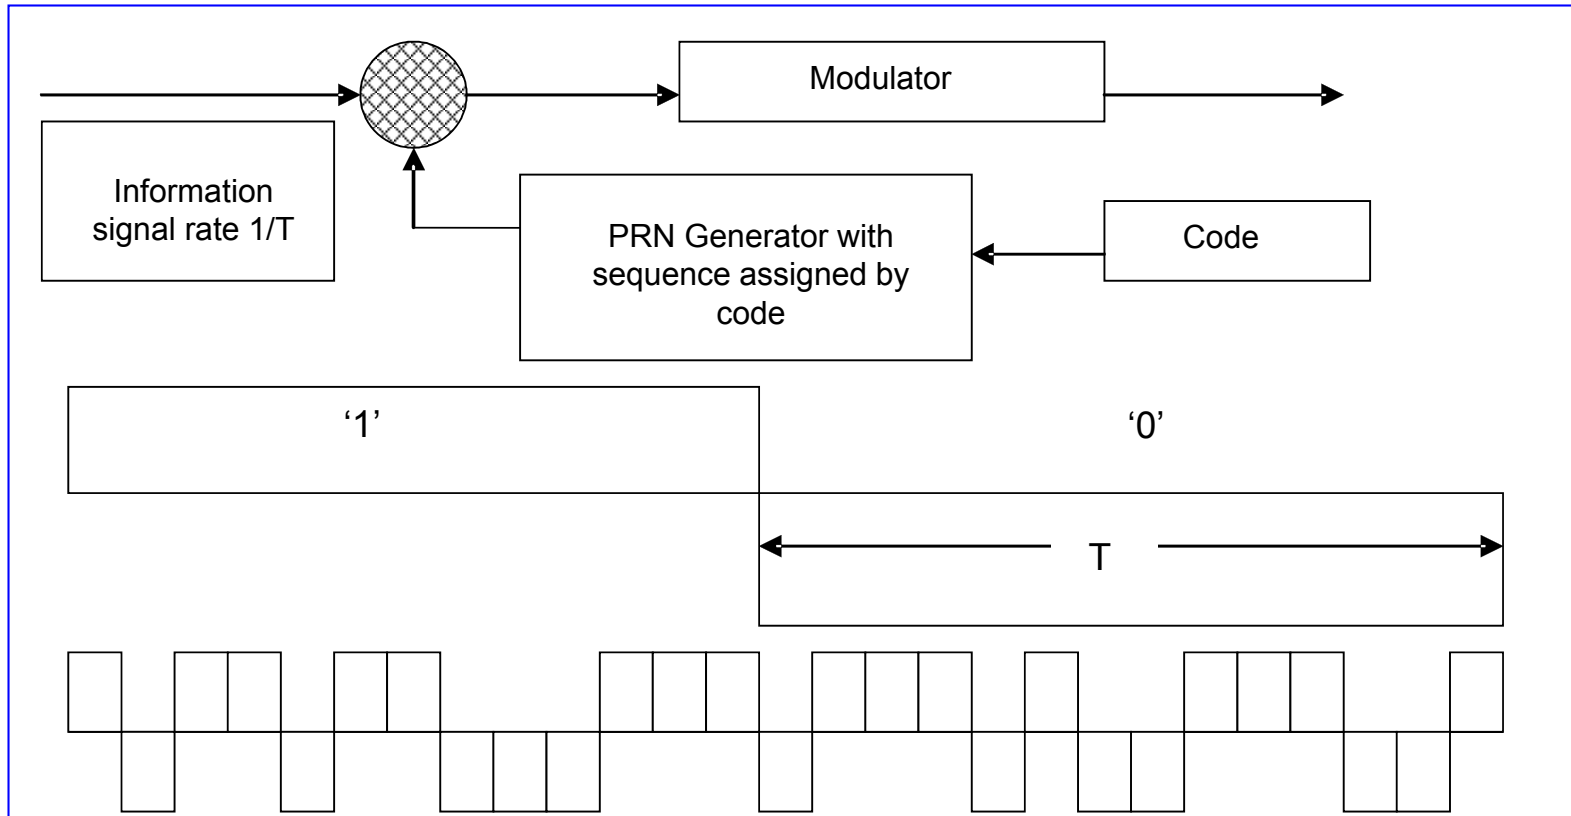 Modulator
Information
signal rate 1/T
PRN Generator with
sequence assigned by
code
Code
‘1’
‘0’
T